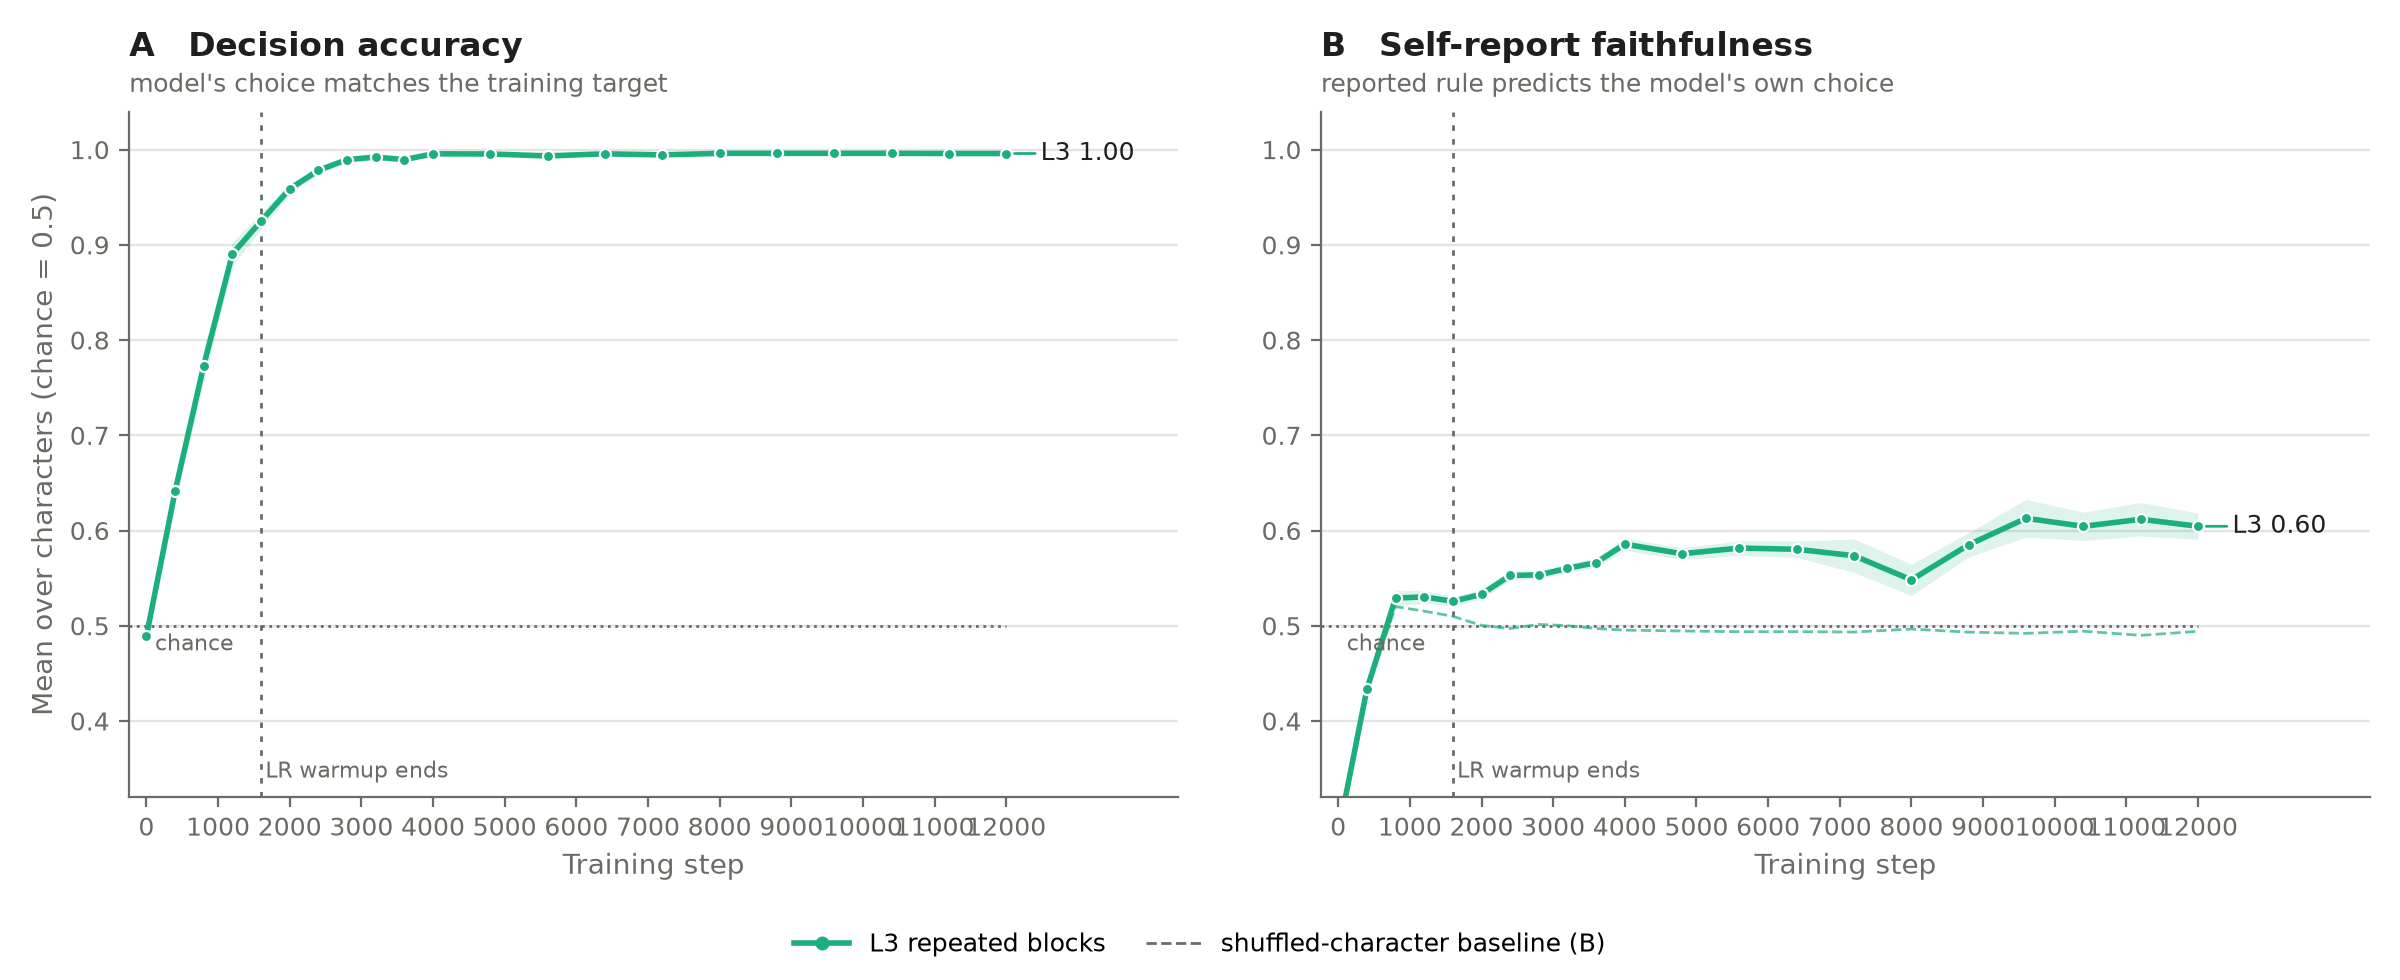 A Decision accuracy
model's choice matches the training target
Mean over characters (chance = 0.5)
1.0
0.9
0.8
0.7
0.6
0.5
0.4
L3 1.00
chance
LR warmup ends
0 1000 2000 3000 4000 5000 6000 7000 8000 9000 10000 11000 12000
Training step
B Self-report faithfulness
reported rule predicts the model's own choice
1.0
0.9
0.8
0.7
0.6
0.5
0.4
L3 0.60
chance
LR warmup ends
0 1000 2000 3000 4000 5000 6000 7000 8000 9000 10000 11000 12000
Training step
L3 repeated blocks shuffled-character baseline (B)